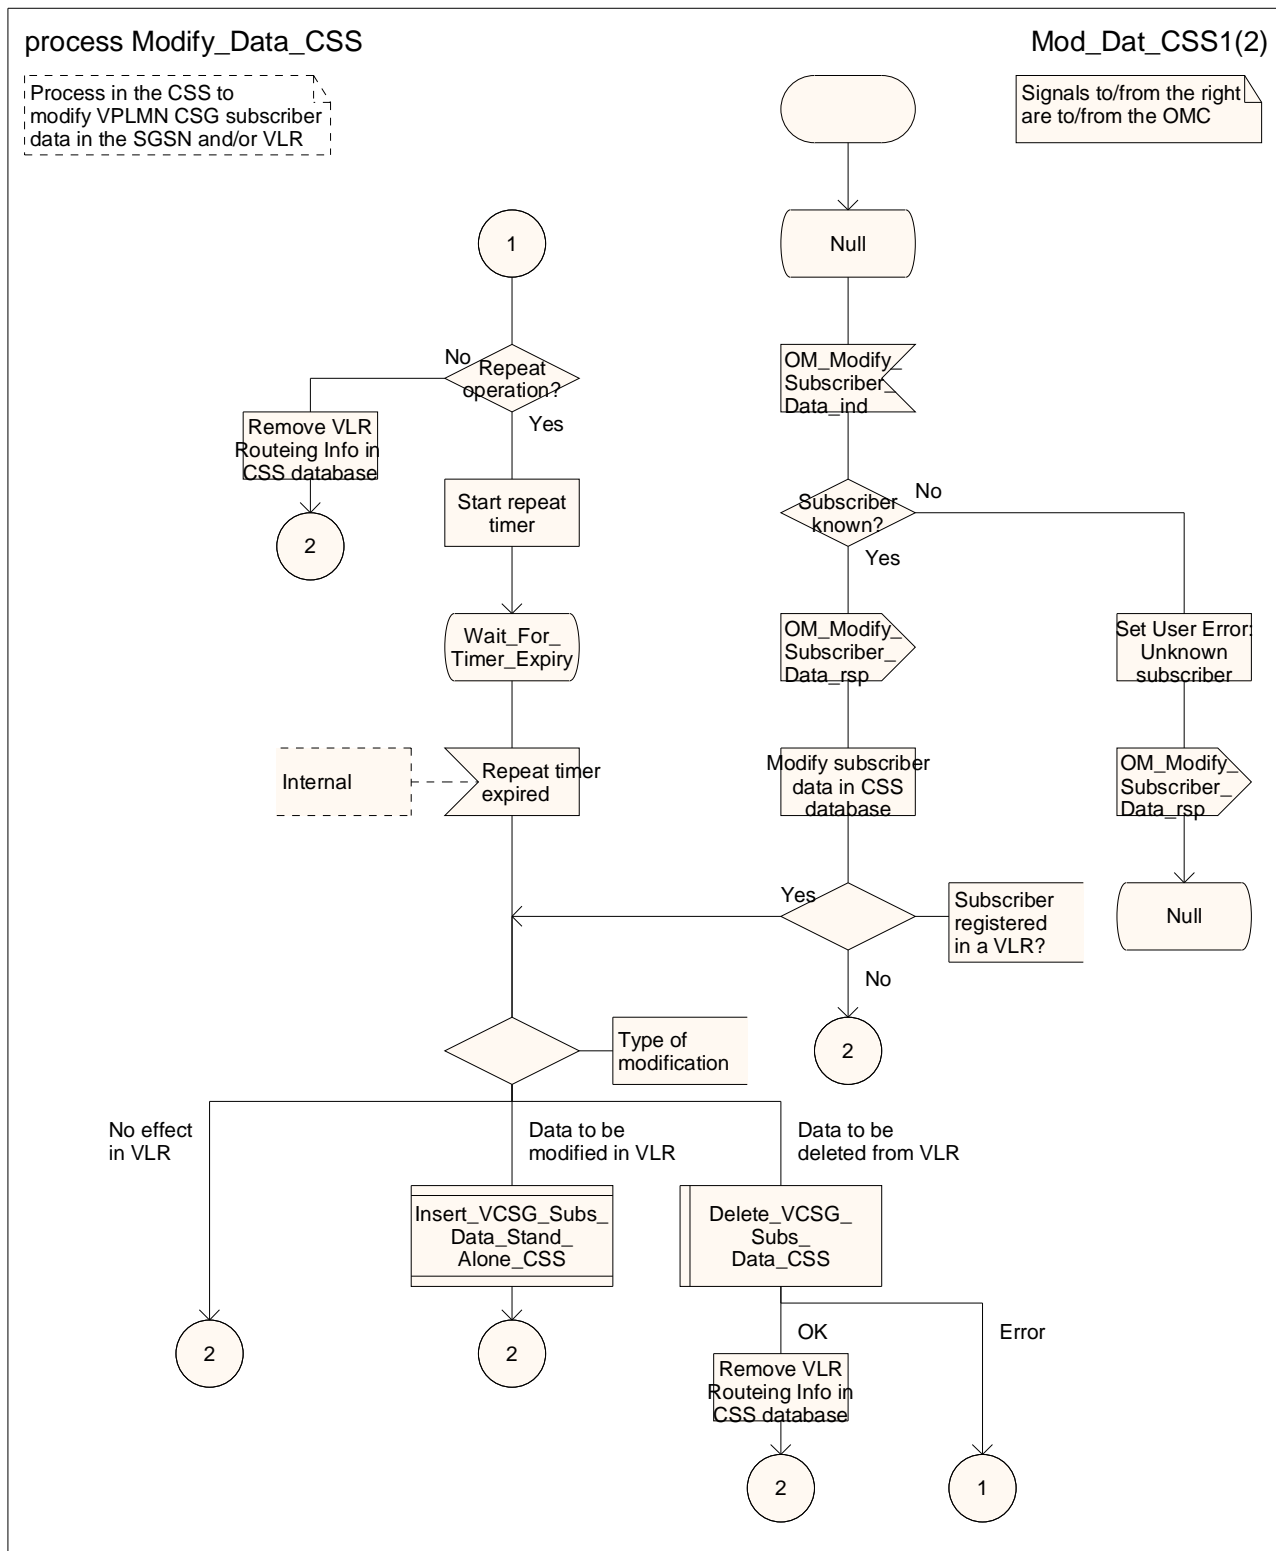 process Modify_Data_CSS
Mod_Dat_CSS1(2)
Process in the CSS to
modify VPLMN CSG subscriber
data in the SGSN and/or VLR
Signals to/from the right
are to/from the OMC
1
Null
No
Repeat
operation?
Yes
OM_Modify_
Subscriber_
Data_ind
Remove VLR
Routeing Info in
CSS database
2
Start repeat
timer
Subscriber
known?
No
Yes
Wait_For_
Timer_Expiry
OM_Modify_
Subscriber_
Data_rsp
Set User Error:
Unknown
subscriber
Internal
Repeat timer
expired
Modify subscriber
data in CSS
database
OM_Modify_
Subscriber_
Data_rsp
Yes
Subscriber
registered
in a VLR?
Null
No
2
Type of
modification
No effect
in VLR
Data to be
modified in VLR
Data to be
deleted from VLR
Insert_VCSG_Subs_
Data_Stand_
Alone_CSS
Delete_VCSG_
Subs_
Data_CSS
2
2
OK
Error
Remove VLR
Routeing Info in
CSS database
2
1